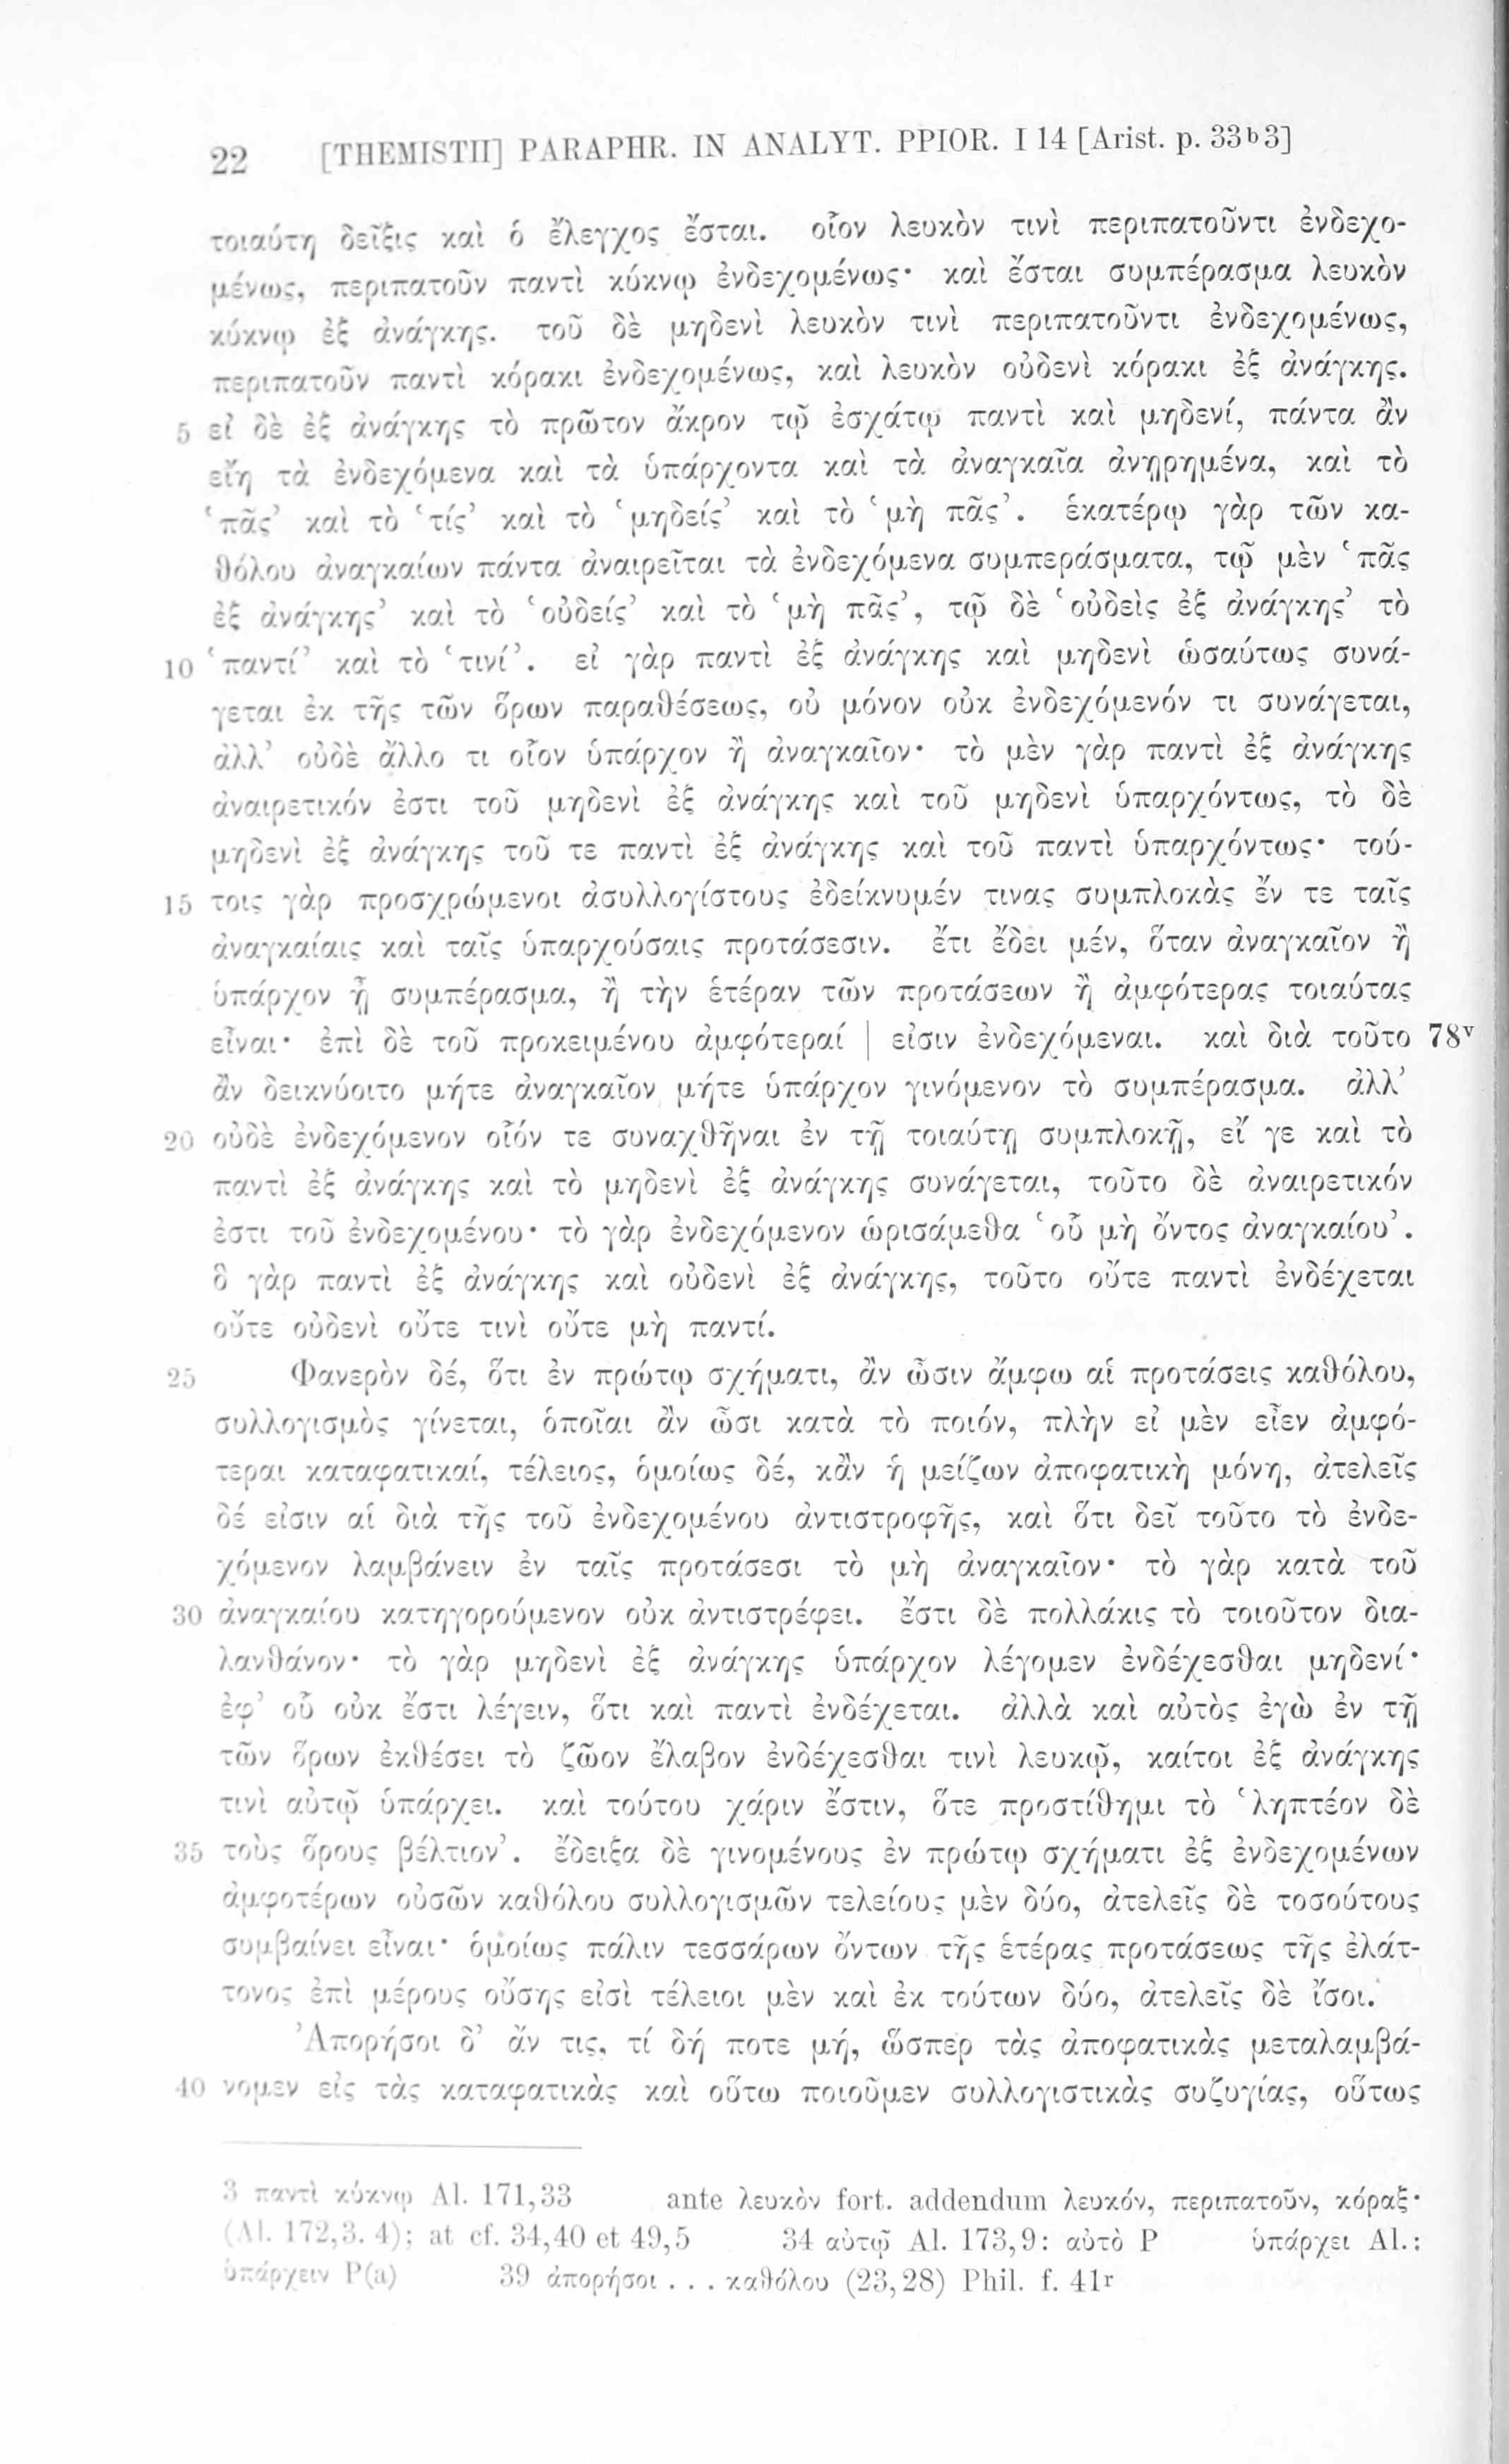 22 [THEMISTII] PARAPHR. IN ANALYT. PPIOR. I 14 [Arist. p. 33b3]
τοιαύτη δεῖξις καὶ ὁ ἔλεγχος ἔσται. οἷον λευκὸν τινὶ περιπατοῦντι ἐνδεχο-
μένως, περιπατοῦν παντὶ κύκνῳ ἐνδεχομένως· καὶ ἔσται συμπέρασμα λευκὸν
κύκνῳ ἐξ ἀνάγκης. τοῦ δὲ μηδενὶ λευκὸν τινὶ περιπατοῦντι ἐνδεχομένως,
περιπατοῦν παντὶ κόρακι ἐνδεχομένως, καὶ λευκὸν οὐδενὶ κόρακι ἐξ ἀνάγκης.
5 εἰ δὲ ἐξ ἀνάγκης τὸ πρῶτον ἄκρον τῷ ἐσχάτῳ παντὶ καὶ μηδενί, πάντα ἂν
εἴη τὰ ἐνδεχόμενα καὶ τὰ ὑπάρχοντα καὶ τὰ ἀναγκαῖα ἀνῃρημένα, καὶ τὸ
‘πᾶς’ καὶ τὸ ‘τίς’ καὶ τὸ ‘μηδείς’ καὶ τὸ ‘μὴ πᾶς’. ἑκατέρῳ γὰρ τῶν κα-
θόλου ἀναγκαίων πάντα ἀναιρεῖται τὰ ἐνδεχόμενα συμπεράσματα, τῷ μὲν ‘πᾶς
ἐξ ἀνάγκης’ καὶ τὸ ‘οὐδείς’ καὶ τὸ ‘μὴ πᾶς’, τῷ δὲ ‘οὐδεὶς ἐξ ἀνάγκης’ τὸ
10 ‘παντί’ καὶ τὸ ‘τινί’. εἰ γὰρ παντὶ ἐξ ἀνάγκης καὶ μηδενὶ ὡσαύτως συνά-
γεται ἐκ τῆς τῶν ὅρων παραθέσεως, οὐ μόνον οὐκ ἐνδεχόμενόν τι συνάγεται,
ἀλλ’ οὐδὲ ἄλλο τι οἷον ὑπάρχον ἢ ἀναγκαῖον· τὸ μὲν γὰρ παντὶ ἐξ ἀνάγκης
ἀναιρετικόν ἐστι τοῦ μηδενὶ ἐξ ἀνάγκης καὶ τοῦ μηδενὶ ὑπαρχόντως, τὸ δὲ
μηδενὶ ἐξ ἀνάγκης τοῦ τε παντὶ ἐξ ἀνάγκης καὶ τοῦ παντὶ ὑπαρχόντως· τού-
15 τοις γὰρ προσχρώμενοι ἀσυλλογίστους ἐδείκνυμέν τινας συμπλοκὰς ἔν τε ταῖς
ἀναγκαίαις καὶ ταῖς ὑπαρχούσαις προτάσεσιν. ἔτι ἔδει μέν, ὅταν ἀναγκαῖον ἢ
ὑπάρχον ᾖ συμπέρασμα, ἢ τὴν ἑτέραν τῶν προτάσεων ἢ ἀμφότερας τοιαύτας
εἶναι· ἐπὶ δὲ τοῦ προκειμένου ἀμφότεραί | εἰσιν ἐνδεχόμεναι. καὶ διὰ τοῦτο 78v
ἂν δεικνύοιτο μήτε ἀναγκαῖον μήτε ὑπάρχον γινόμενον τὸ συμπέρασμα. ἀλλ’
20 οὐδὲ ἐνδεχόμενον οἷόν τε συναχθῆναι ἐν τῇ τοιαύτῃ συμπλοκῇ, εἴ γε καὶ τὸ
παντὶ ἐξ ἀνάγκης καὶ τὸ μηδενὶ ἐξ ἀνάγκης συνάγεται, τοῦτο δὲ ἀναιρετικόν
ἐστι τοῦ ἐνδεχομένου· τὸ γὰρ ἐνδεχόμενον ὡρισάμεθα ‘οὗ μὴ ὄντος ἀναγκαίου’.
ὃ γὰρ παντὶ ἐξ ἀνάγκης καὶ οὐδενὶ ἐξ ἀνάγκης, τοῦτο οὔτε παντὶ ἐνδέχεται
οὔτε οὐδενὶ οὔτε τινὶ οὔτε μὴ παντί.
25 Φανερὸν δέ, ὅτι ἐν πρώτῳ σχήματι, ἂν ὦσιν ἄμφω αἱ προτάσεις καθόλου,
συλλογισμὸς γίνεται, ὁποῖαι ἂν ὦσι κατὰ τὸ ποιόν, πλὴν εἰ μὲν εἶεν ἀμφό-
τεραι καταφατικαί, τέλειος, ὁμοίως δέ, κἂν ἡ μείζων ἀποφατικὴ μόνη, ἀτελεῖς
δέ εἰσιν αἱ διὰ τῆς τοῦ ἐνδεχομένου ἀντιστροφῆς, καὶ ὅτι δεῖ τοῦτο τὸ ἐνδε-
χόμενον λαμβάνειν ἐν ταῖς προτάσεσι τὸ μὴ ἀναγκαῖον· τὸ γὰρ κατὰ τοῦ
30 ἀναγκαίου κατηγορούμενον οὐκ ἀντιστρέφει. ἔστι δὲ πολλάκις τὸ τοιοῦτον δια-
λανθάνον· τὸ γὰρ μηδενὶ ἐξ ἀνάγκης ὑπάρχον λέγομεν ἐνδέχεσθαι μηδενί·
ἐφ’ οὗ οὐκ ἔστι λέγειν, ὅτι καὶ παντὶ ἐνδέχεται. ἀλλὰ καὶ αὐτὸς ἐγὼ ἐν τῇ
τῶν ὅρων ἐκθέσει τὸ ζῶον ἔλαβον ἐνδέχεσθαι τινὶ λευκῷ, καίτοι ἐξ ἀνάγκης
τινὶ αὐτῷ ὑπάρχει. καὶ τούτου χάριν ἔστιν, ὅτε προστίθημι τὸ ‘ληπτέον δὲ
35 τοὺς ὅρους βέλτιον’. ἔδειξα δὲ γινομένους ἐν πρώτῳ σχήματι ἐξ ἐνδεχομένων
ἀμφοτέρων οὐσῶν καθόλου συλλογισμῶν τελείους μὲν δύο, ἀτελεῖς δὲ τοσούτους
συμβαίνει εἶναι· ὁμοίως πάλιν τεσσάρων ὄντων τῆς ἑτέρας προτάσεως τῆς ἐλάτ-
τονος ἐπὶ μέρους οὔσης εἰσὶ τέλειοι μὲν καὶ ἐκ τούτων δύο, ἀτελεῖς δὲ ἴσοι.
Ἀπορήσοι δ’ ἄν τις, τί δή ποτε μή, ὥσπερ τὰς ἀποφατικὰς μεταλαμβά-
40 νομεν εἰς τὰς καταφατικὰς καὶ οὕτω ποιοῦμεν συλλογιστικὰς συζυγίας, οὕτως
3 παντὶ κύκνῳ Al. 171,33 ante λευκὸν fort. addendum λευκόν, περιπατοῦν, κόραξ·
(Al. 172,3. 4); at cf. 34,40 et 49,5 34 αὐτῷ Al. 173,9: αὐτὸ P ὑπάρχει Al.:
ὑπάρχειν P(a) 39 ἀπορήσοι . . . καθόλου (23,28) Phil. f. 41r